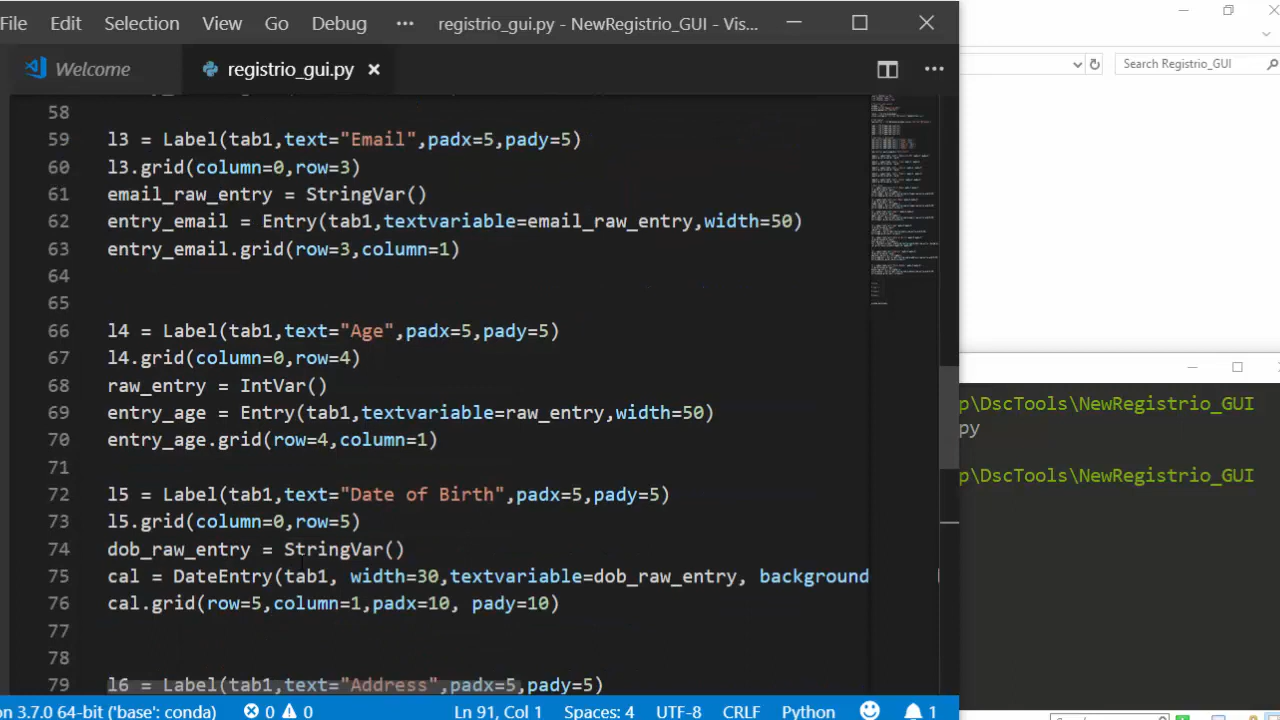 File Edit Selection View Go Debug ··· registrio_gui.py - NewRegistrio_GUI - Vis...
Welcome registrio_gui.py
Search Registrio_GUI
58
59 l3 = Label(tab1,text="Email",padx=5,pady=5)
60 l3.grid(column=0,row=3)
61 email_raw_entry = StringVar()
62 entry_email = Entry(tab1,textvariable=email_raw_entry,width=50)
63 entry_email.grid(row=3,column=1)
64
65
66 l4 = Label(tab1,text="Age",padx=5,pady=5)
67 l4.grid(column=0,row=4)
68 raw_entry = IntVar()
69 entry_age = Entry(tab1,textvariable=raw_entry,width=50)
70 entry_age.grid(row=4,column=1)
71
72 l5 = Label(tab1,text="Date of Birth",padx=5,pady=5)
73 l5.grid(column=0,row=5)
74 dob_raw_entry = StringVar()
75 cal = DateEntry(tab1, width=30,textvariable=dob_raw_entry, background
76 cal.grid(row=5,column=1,padx=10, pady=10)
77
78
79 l6 = Label(tab1,text="Address",padx=5,pady=5)
p\DscTools\NewRegistrio_GUI
py
p\DscTools\NewRegistrio_GUI
on 3.7.0 64-bit ('base': conda) 0 0 Ln 91, Col 1 Spaces: 4 UTF-8 CRLF Python 1